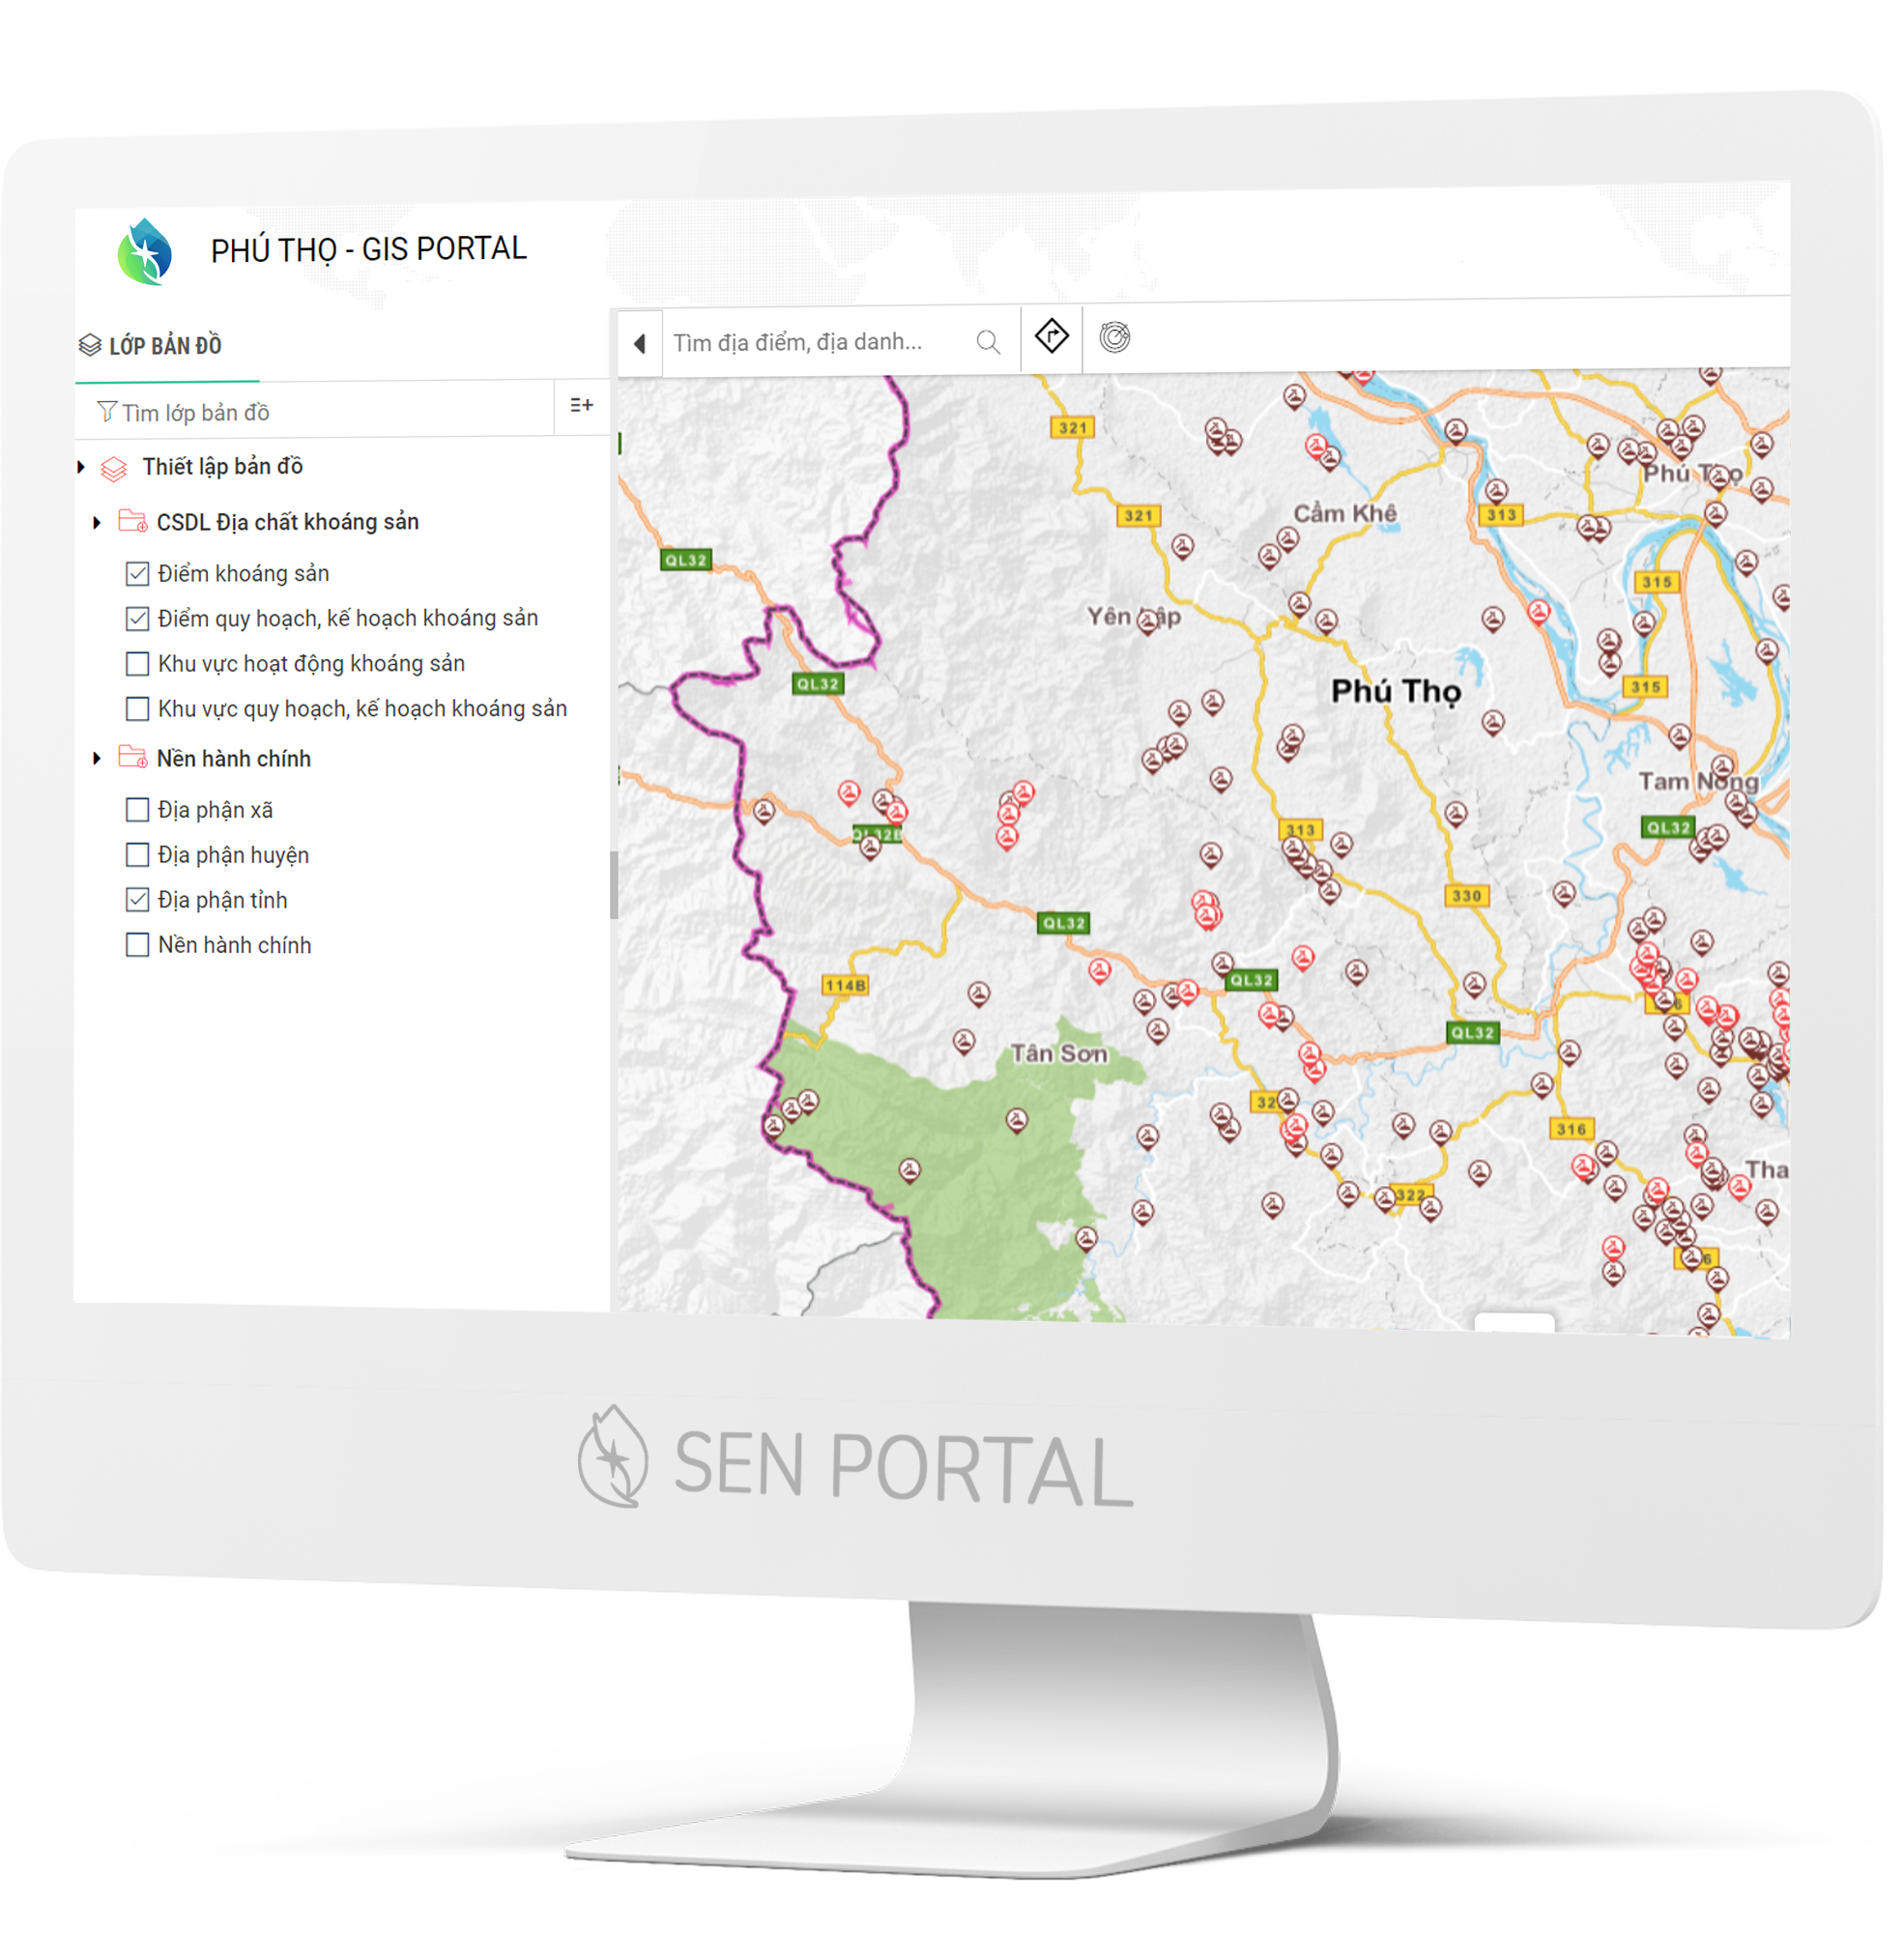 PHÚ THỌ - GIS PORTAL
LỚP BẢN ĐỒ
Tìm địa điểm, địa danh...
Tìm lớp bản đồ
Thiết lập bản đồ
CSDL Địa chất khoáng sản
Điểm khoáng sản
Điểm quy hoạch, kế hoạch khoáng sản
Khu vực hoạt động khoáng sản
Khu vực quy hoạch, kế hoạch khoáng sản
Nền hành chính
Địa phận xã
Địa phận huyện
Địa phận tỉnh
Nền hành chính
321
Phú Thọ
321
Cẩm Khê
313
QL32
315
Yên Lập
QL32
315
Phú Thọ
Tam Nông
313
QL32
QL32B
330
QL32
QL32
114B
QL32
Tân Sơn
316
322
SEN PORTAL